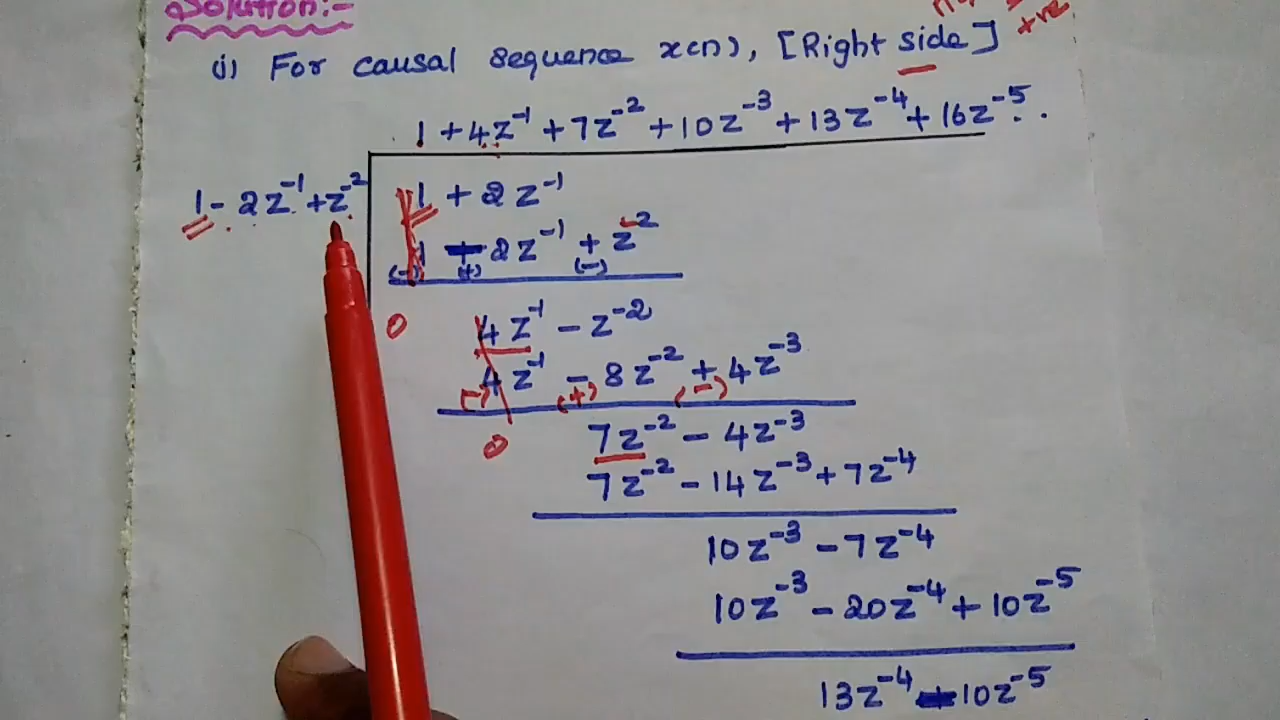 Solution:-
+ve
(i) For causal sequence x(n), [Right side]
1 + 4z⁻¹ + 7z⁻² + 10z⁻³ + 13z⁻⁴ + 16z⁻⁵ . .
1 - 2z⁻¹ + z⁻² 1 + 2z⁻¹
1 - 2z⁻¹ + z⁻²
(-) (+) (-)
0 4z⁻¹ - z⁻²
4z⁻¹ - 8z⁻² + 4z⁻³
(-) (+) (-)
0 7z⁻² - 4z⁻³
7z⁻² - 14z⁻³ + 7z⁻⁴
10z⁻³ - 7z⁻⁴
10z⁻³ - 20z⁻⁴ + 10z⁻⁵
13z⁻⁴ - 10z⁻⁵